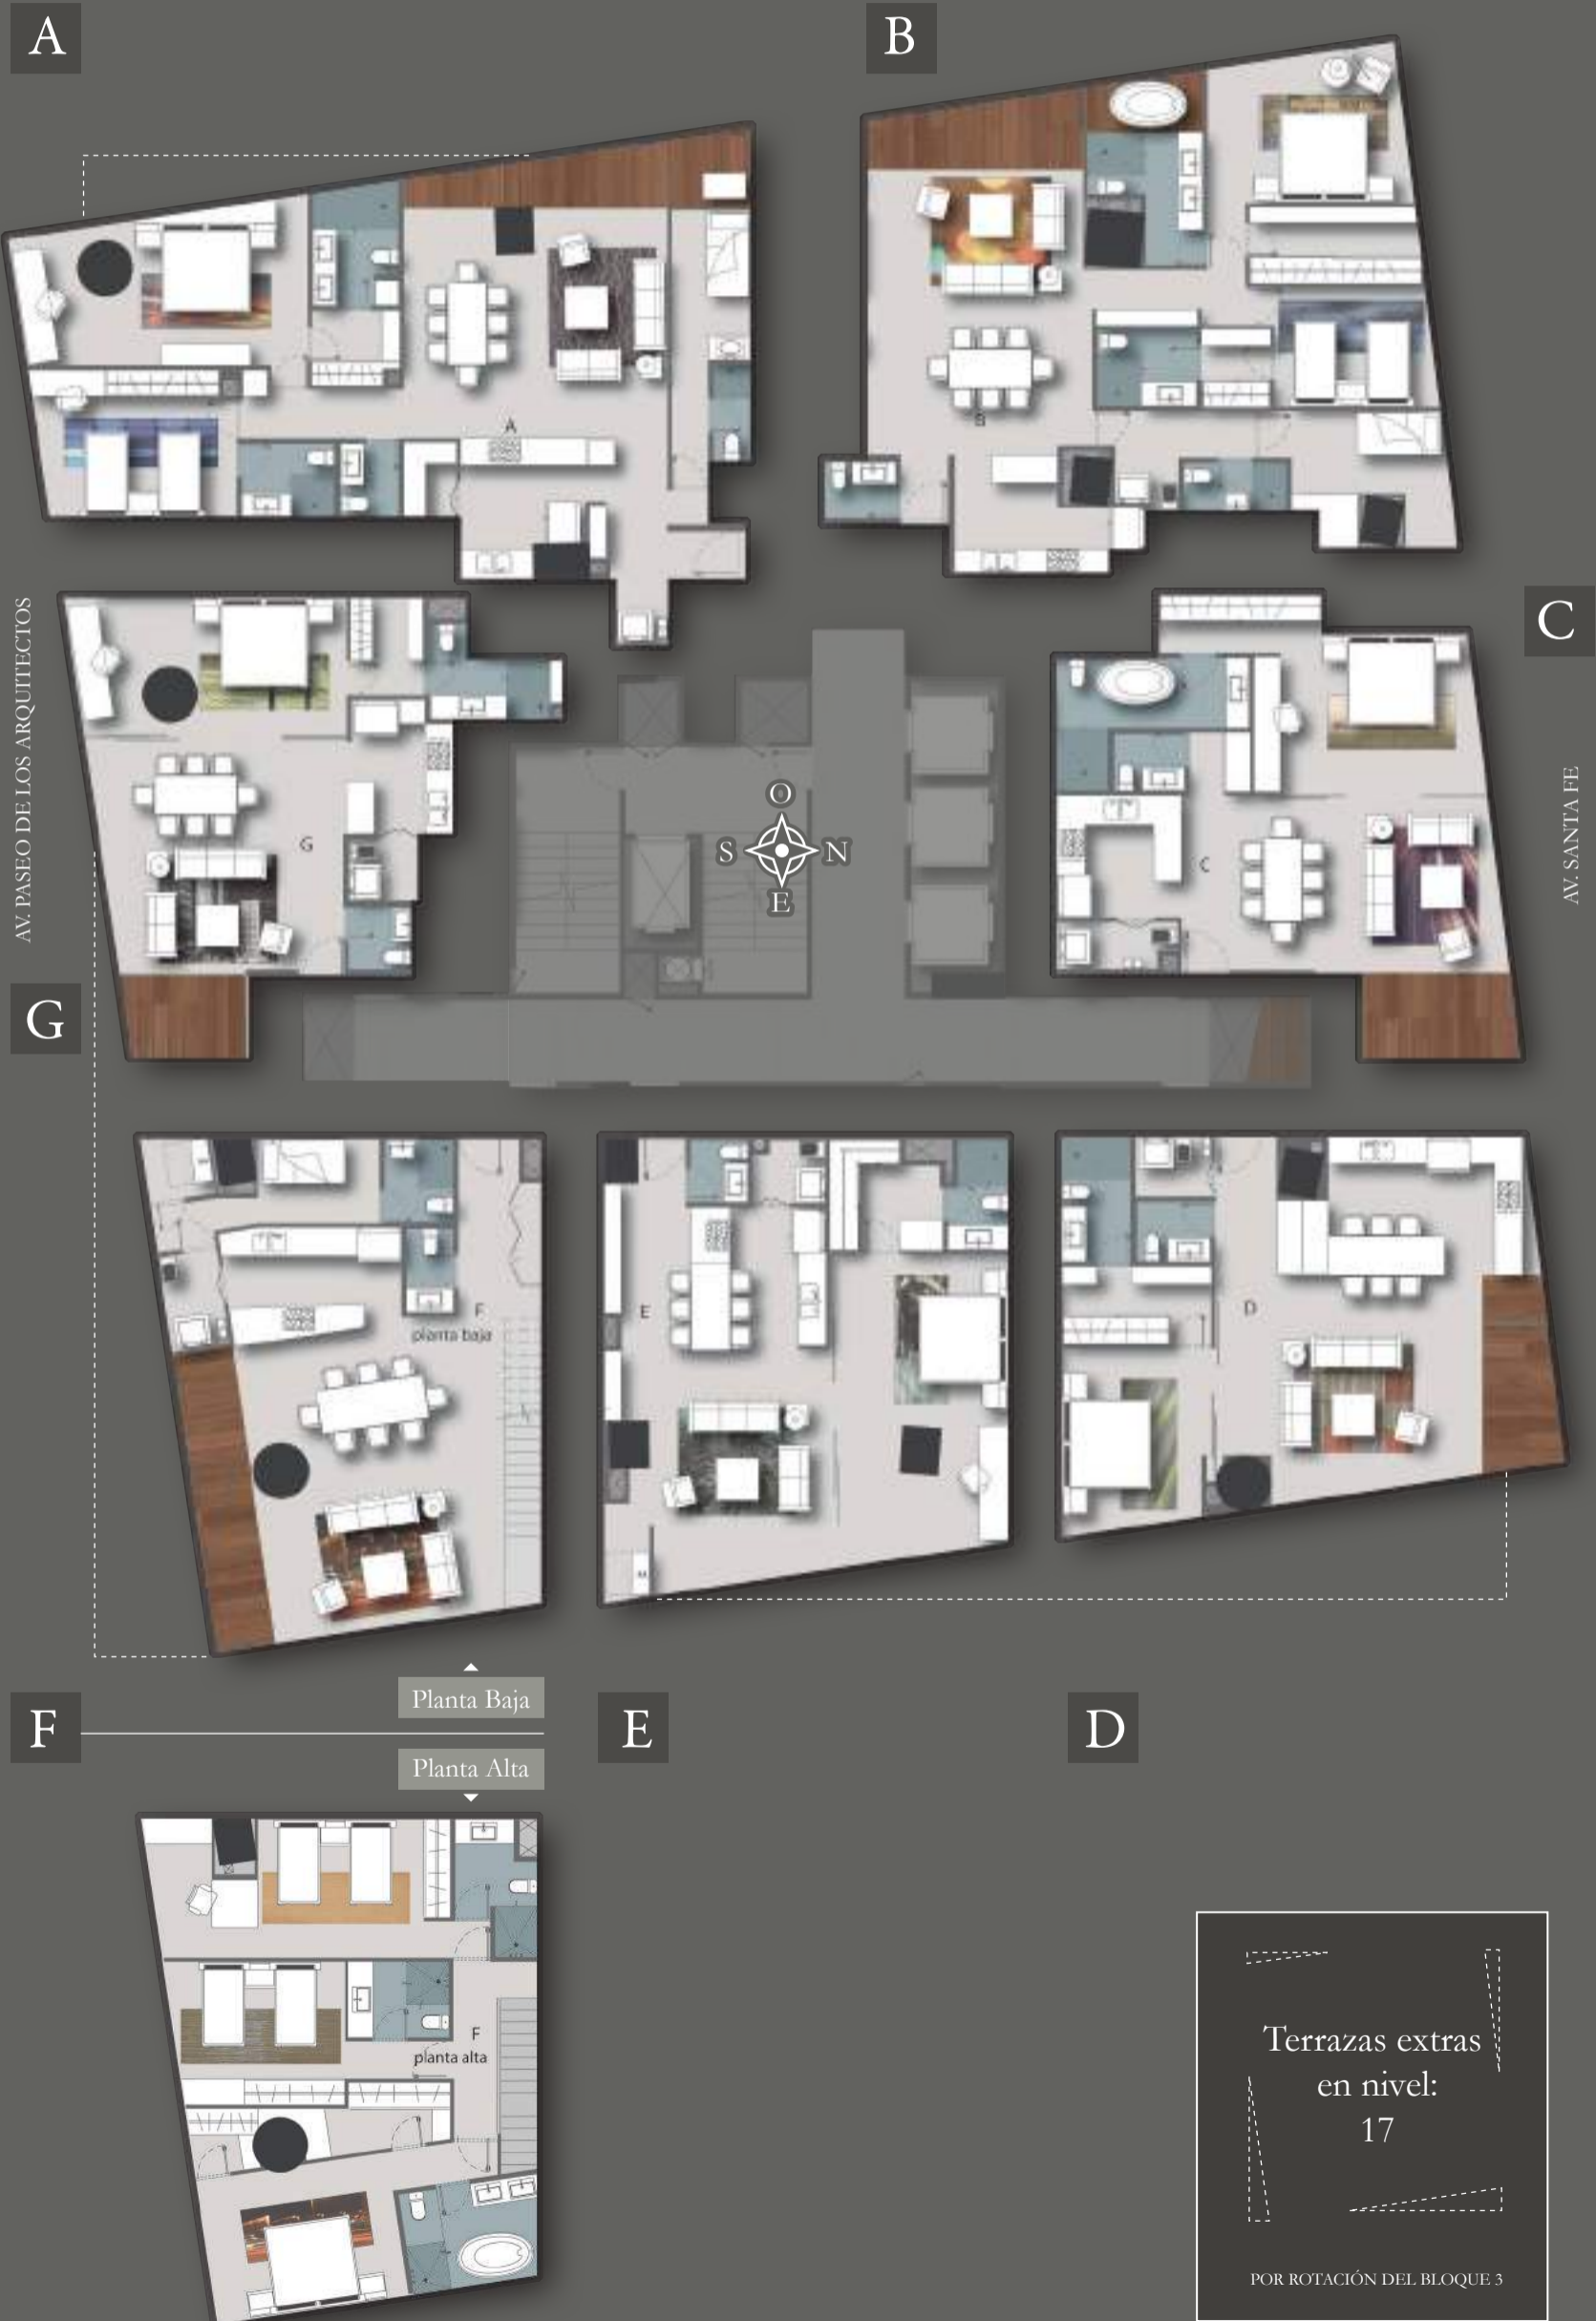 A
B
A
B
AV. PASEO DE LOS ARQUITECTOS
C
G
O
S
N
E
C
AV. SANTA FE
G
F
planta baja
E
D
Planta Baja
F
E
D
Planta Alta
F
planta alta
Terrazas extras
en nivel:
17
POR ROTACIÓN DEL BLOQUE 3